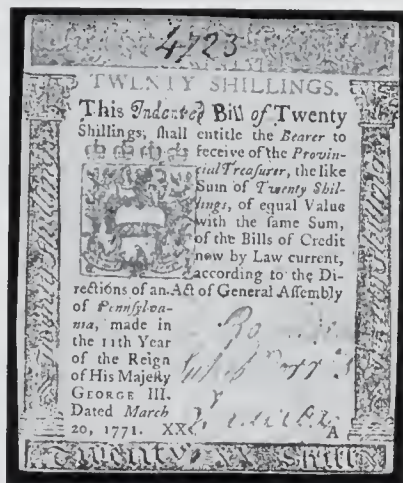 4723
TWENTY SHILLINGS.
This Indented Bill of Twenty
Shillings, ſhall entitle the Bearer to
receive of the Provin-
cial Treaſurer, the like
Sum of Twenty Shil-
lings, of equal Value
with the ſame Sum,
of the Bills of Credit
now by Law current,
according to the Di-
rections of an Act of General Aſſembly
of Pennſylva-
nia, made in
the 11th Year
of the Reign
of His Majeſty
GEORGE III.
Dated March
20, 1771. XXſ. A
Twenty XX Shill